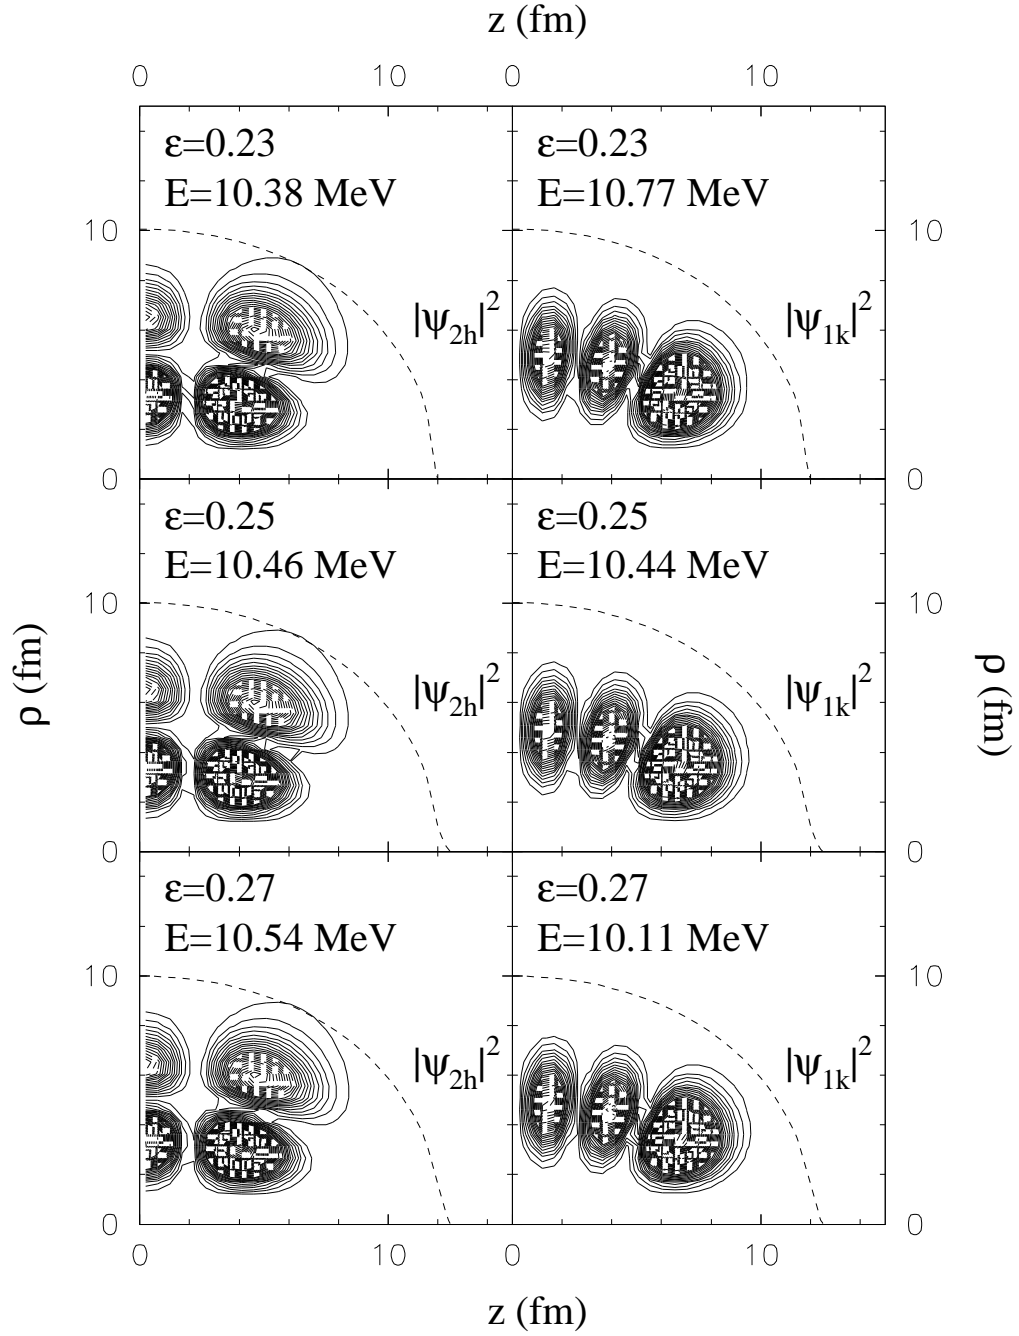 z (fm)
0 10 0 10
ε=0.23
E=10.38 MeV
|ψ2h|²
ε=0.23
E=10.77 MeV
|ψ1k|²
10 10
0 0
ε=0.25
E=10.46 MeV
|ψ2h|²
ε=0.25
E=10.44 MeV
|ψ1k|²
10 10
ρ (fm)
ρ (fm)
0 0
ε=0.27
E=10.54 MeV
|ψ2h|²
ε=0.27
E=10.11 MeV
|ψ1k|²
10 10
0 0
0 10 0 10
z (fm)